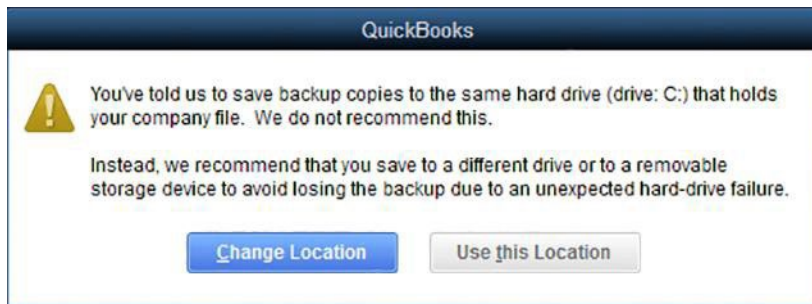 QuickBooks
You've told us to save backup copies to the same hard drive (drive: C:) that holds
your company file.  We do not recommend this.
Instead, we recommend that you save to a different drive or to a removable
storage device to avoid losing the backup due to an unexpected hard-drive failure.
Change Location
Use this Location